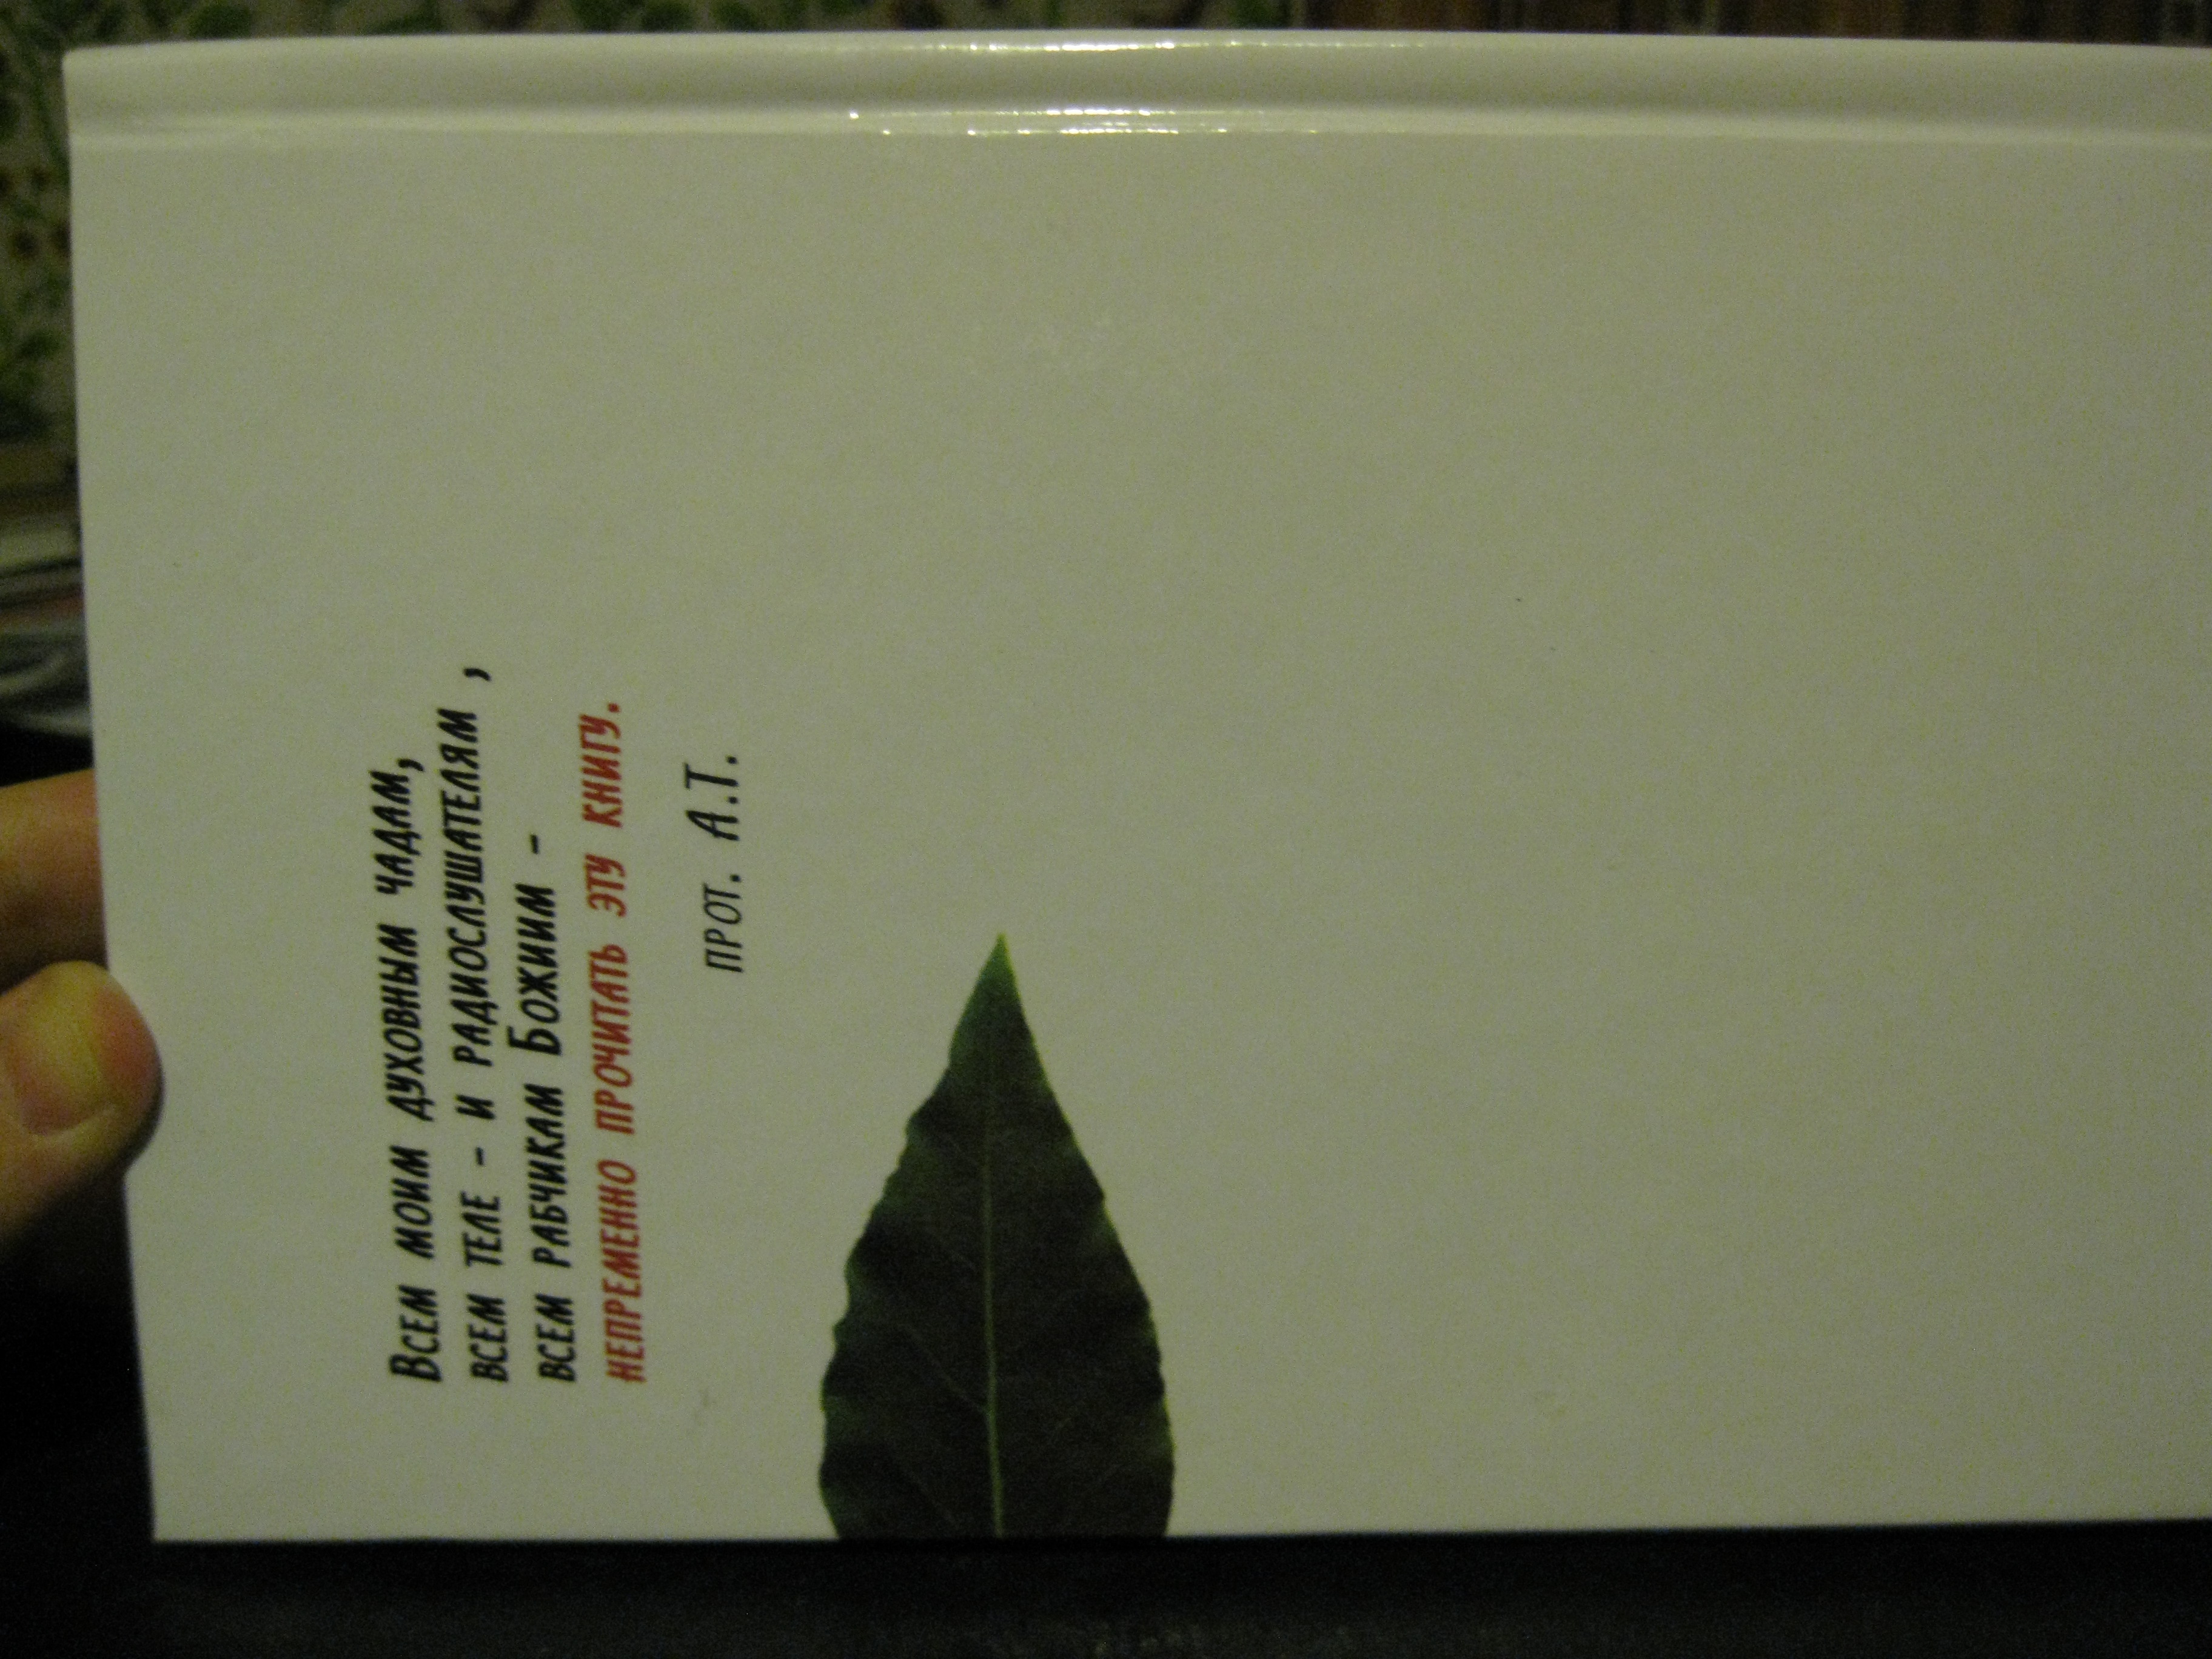 Всем моим духовным чадам,
всем теле - и радиослушателям ,
всем рабчикам Божиим -
непременно прочитать эту книгу.
прот. А.Т.